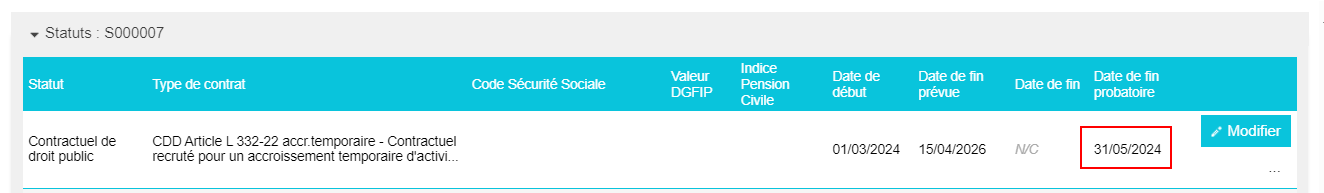 Statuts : S000007
Statut
Type de contrat
Code Sécurité Sociale
Valeur
DGFIP
Indice
Pension
Civile
Date de
début
Date de fin
prévue
Date de fin
Date de fin
probatoire
Contractuel de
droit public
CDD Article L 332-22 accr.temporaire - Contractuel
recruté pour un accroissement temporaire d'activi...
01/03/2024
15/04/2026
N/C
31/05/2024
Modifier
...